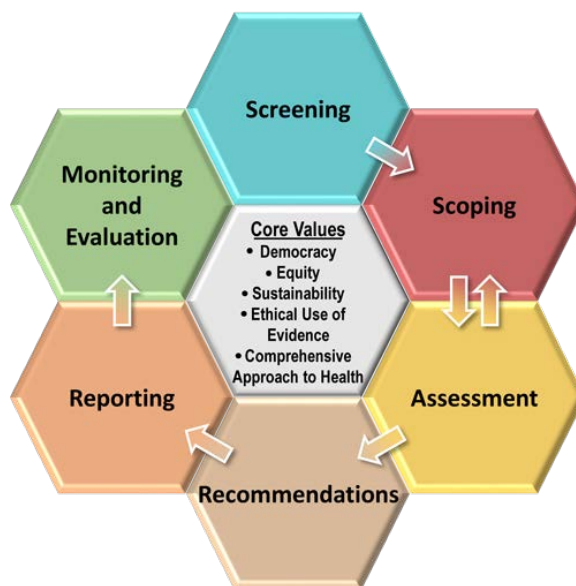 Screening
Scoping
Assessment
Recommendations
Reporting
Monitoring
and
Evaluation
Core Values
• Democracy
• Equity
• Sustainability
• Ethical Use of
Evidence
• Comprehensive
Approach to Health